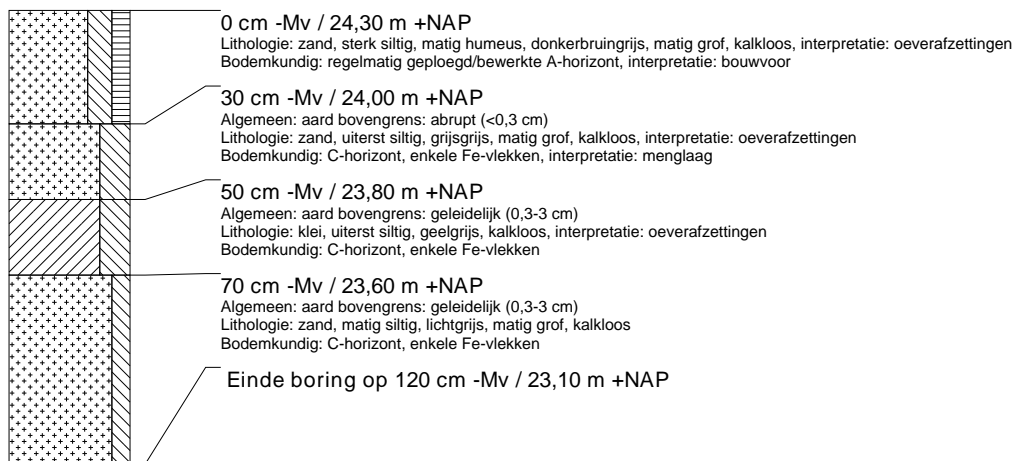 0 cm -Mv / 24,30 m +NAP
Lithologie: zand, sterk siltig, matig humeus, donkerbruingrijs, matig grof, kalkloos, interpretatie: oeverafzettingen
Bodemkundig: regelmatig geploegd/bewerkte A-horizont, interpretatie: bouwvoor
30 cm -Mv / 24,00 m +NAP
Algemeen: aard bovengrens: abrupt (<0,3 cm)
Lithologie: zand, uiterst siltig, grijsgrijs, matig grof, kalkloos, interpretatie: oeverafzettingen
Bodemkundig: C-horizont, enkele Fe-vlekken, interpretatie: menglaag
50 cm -Mv / 23,80 m +NAP
Algemeen: aard bovengrens: geleidelijk (0,3-3 cm)
Lithologie: klei, uiterst siltig, geelgrijs, kalkloos, interpretatie: oeverafzettingen
Bodemkundig: C-horizont, enkele Fe-vlekken
70 cm -Mv / 23,60 m +NAP
Algemeen: aard bovengrens: geleidelijk (0,3-3 cm)
Lithologie: zand, matig siltig, lichtgrijs, matig grof, kalkloos
Bodemkundig: C-horizont, enkele Fe-vlekken
Einde boring op 120 cm -Mv / 23,10 m +NAP